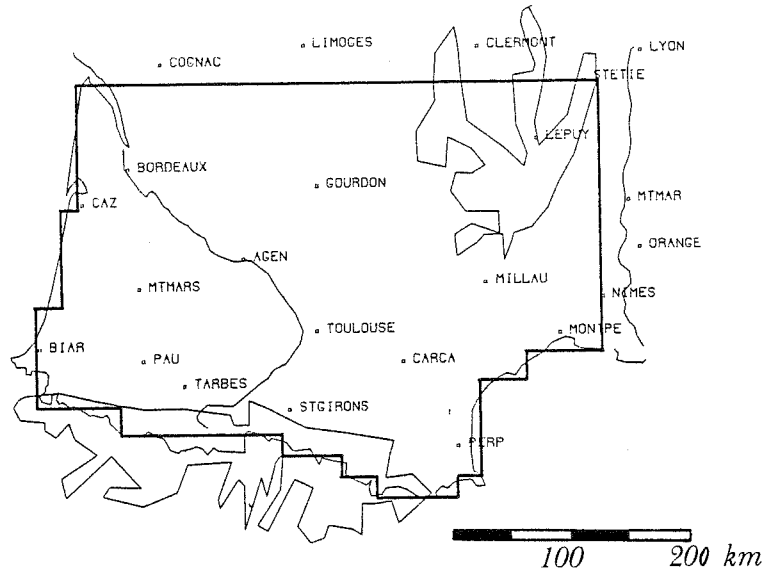 LIMOGES
CLERMONT
LYON
COGNAC
STETIE
LEPUY
BORDEAUX
GOURDON
CAZ
MTMAR
ORANGE
AGEN
MTMARS
MILLAU
NIMES
TOULOUSE
MONTPE
BIAR
PAU
CARCA
TARBES
STGIRONS
PERP
100
200 km